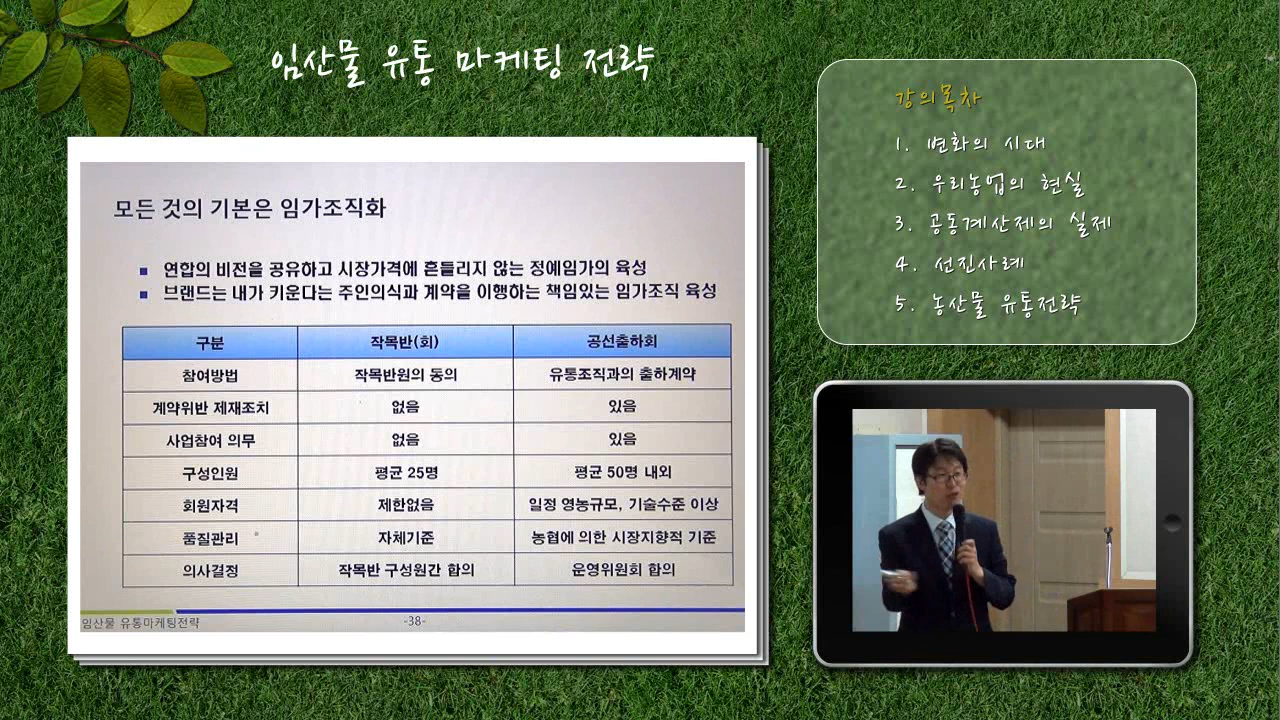 임산물 유통 마케팅 전략
강의목차
1. 변화의 시대
2. 우리농업의 현실
3. 공동계산제의 실제
4. 선진사례
5. 농산물 유통전략
모든 것의 기본은 임가조직화
■ 연합의 비전을 공유하고 시장가격에 흔들리지 않는 정예임가의 육성
■ 브랜드는 내가 키운다는 주인의식과 계약을 이행하는 책임있는 임가조직 육성
구분 작목반(회) 공선출하회
참여방법 작목반원의 동의 유통조직과의 출하계약
계약위반 제재조치 없음 있음
사업참여 의무 없음 있음
구성인원 평균 25명 평균 50명 내외
회원자격 제한없음 일정 영농규모, 기술수준 이상
품질관리 자체기준 농협에 의한 시장지향적 기준
의사결정 작목반 구성원간 합의 운영위원회 합의
임산물 유통마케팅전략 -38-